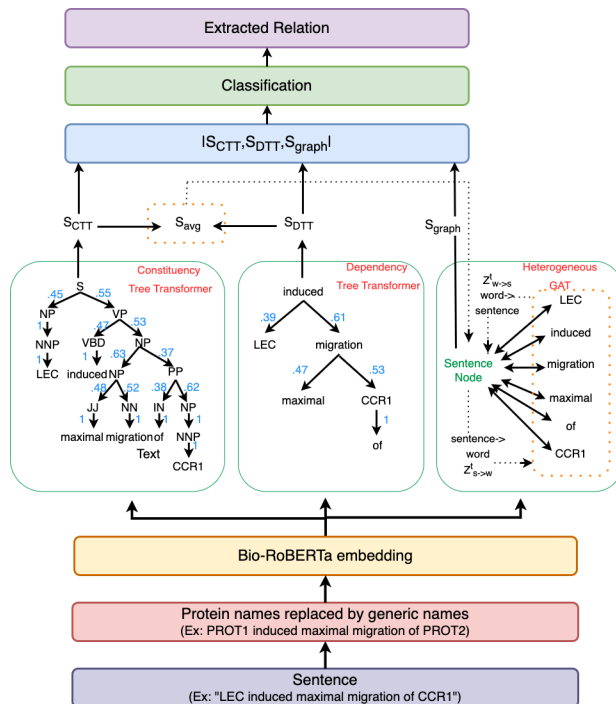 Extracted Relation
Classification
|S_CTT,S_DTT,S_graph|
S_CTT
S_avg
S_DTT
S_graph
Constituency
Tree Transformer
S
.45 .55
NP VP
1 .47 .53
NNP VBD NP
1 1 .63 .37
LEC induced NP PP
.48 .52 .38 .62
JJ NN IN NP
1 1 1 1
maximal migration of NNP
Text 1
CCR1
Dependency
Tree Transformer
induced
.39 .61
LEC migration
.47 .53
maximal CCR1
1
of
Heterogeneous
GAT
Z^t_w->s
word->
sentence
Sentence
Node
sentence->
word
Z^t_s->w
LEC
induced
migration
maximal
of
CCR1
Bio-RoBERTa embedding
Protein names replaced by generic names
(Ex: PROT1 induced maximal migration of PROT2)
Sentence
(Ex: "LEC induced maximal migration of CCR1")